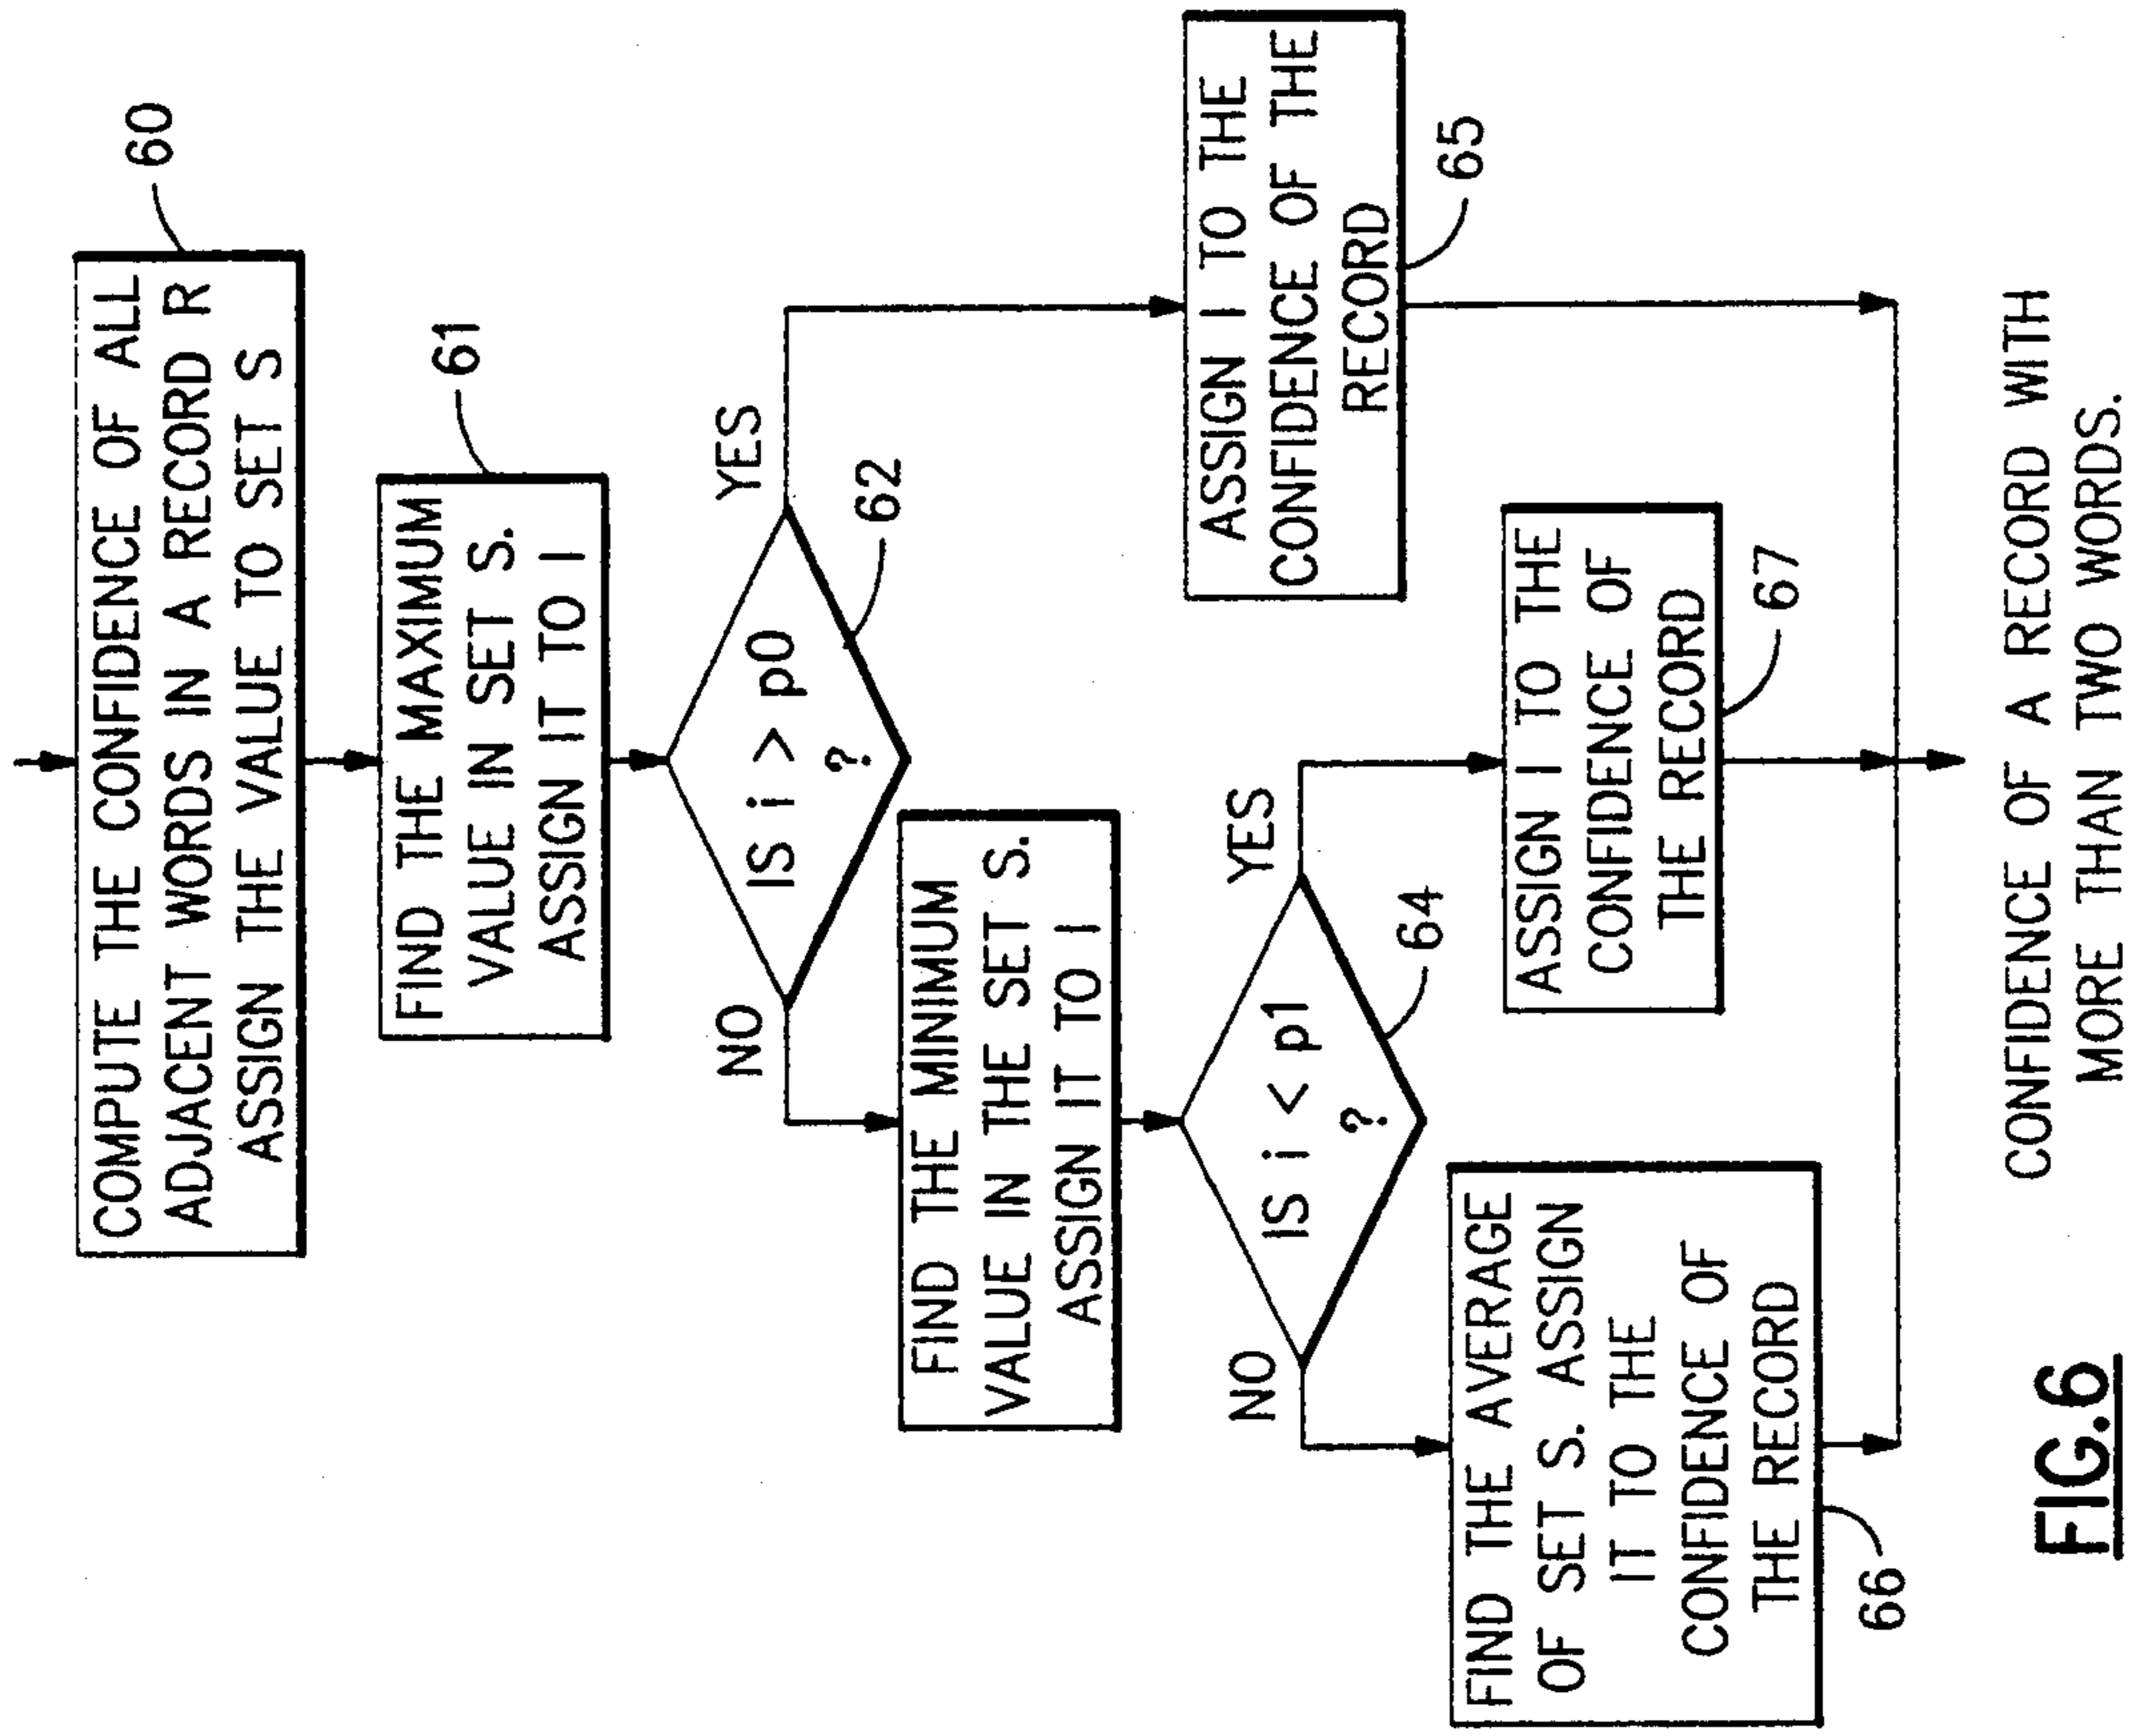 COMPUTE THE CONFIDENCE OF ALL
ADJACENT WORDS IN A RECORD R
ASSIGN THE VALUE TO SET S
60
FIND THE MAXIMUM
VALUE IN SET S.
ASSIGN IT TO I
61
IS i > p0
?
NO
YES
62
FIND THE MINIMUM
VALUE IN THE SET S.
ASSIGN IT TO I
ASSIGN I TO THE
CONFIDENCE OF THE
RECORD
65
IS i < p1
?
NO
YES
64
FIND THE AVERAGE
OF SET S. ASSIGN
IT TO THE
CONFIDENCE OF
THE RECORD
66
ASSIGN I TO THE
CONFIDENCE OF
THE RECORD
67
CONFIDENCE OF A RECORD WITH
MORE THAN TWO WORDS.
FIG.6